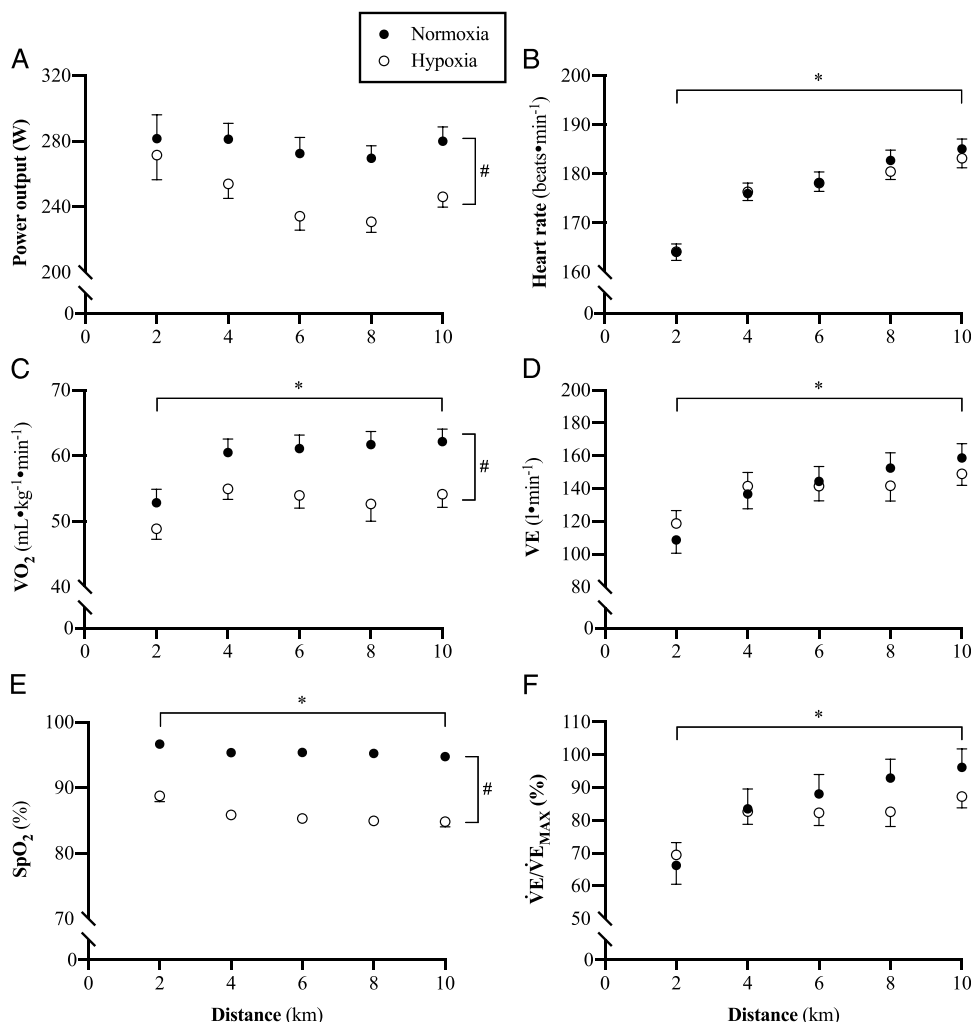 Normoxia
Hypoxia
A
Power output (W)
320
280
240
200
0
0 2 4 6 8 10
#
B
Heart rate (beats•min-1)
200
190
180
170
160
0
0 2 4 6 8 10
*
C
VO2 (mL•kg-1•min-1)
70
60
50
40
0
0 2 4 6 8 10
*
#
D
VE (l•min-1)
200
180
160
140
120
100
80
0
0 2 4 6 8 10
*
E
SpO2 (%)
100
90
80
70
0
0 2 4 6 8 10
*
#
Distance (km)
F
V̇E/V̇EMAX (%)
110
100
90
80
70
60
50
0
0 2 4 6 8 10
*
Distance (km)